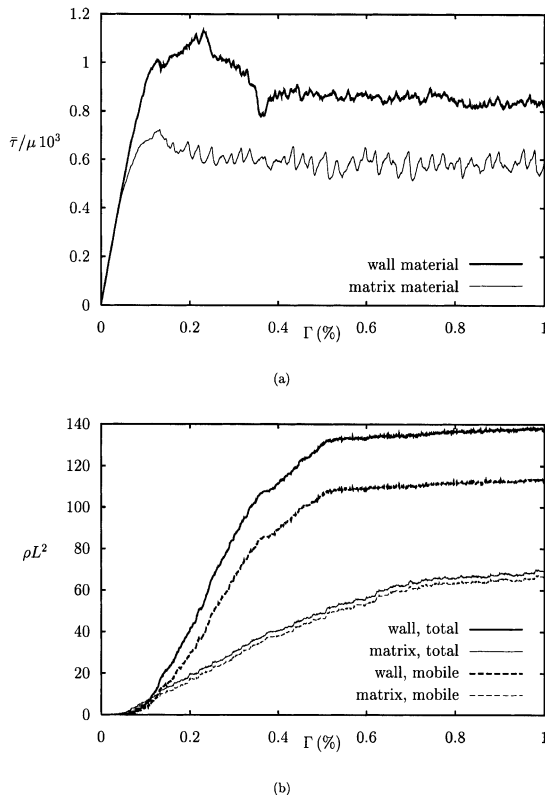 1.2
1
0.8
τ̄/μ 10³
0.6
0.4
0.2
0
wall material
matrix material
0 0.2 0.4 0.6 0.8 1
Γ (%)
(a)
140
120
100
80
ρL²
60
40
20
0
wall, total
matrix, total
wall, mobile
matrix, mobile
0 0.2 0.4 0.6 0.8 1
Γ (%)
(b)